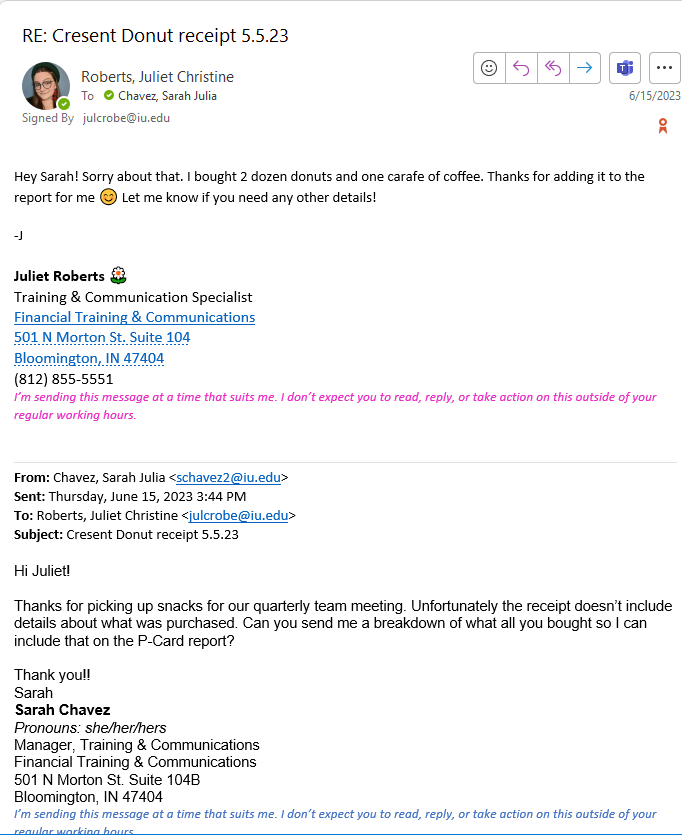 RE: Cresent Donut receipt 5.5.23
Roberts, Juliet Christine
To Chavez, Sarah Julia
Signed By julcrobe@iu.edu
6/15/2023
Hey Sarah! Sorry about that. I bought 2 dozen donuts and one carafe of coffee. Thanks for adding it to the
report for me 😊 Let me know if you need any other details!
-J
Juliet Roberts
Training & Communication Specialist
Financial Training & Communications
501 N Morton St. Suite 104
Bloomington, IN 47404
(812) 855-5551
I'm sending this message at a time that suits me. I don't expect you to read, reply, or take action on this outside of your
regular working hours.
From: Chavez, Sarah Julia <schavez2@iu.edu>
Sent: Thursday, June 15, 2023 3:44 PM
To: Roberts, Juliet Christine <julcrobe@iu.edu>
Subject: Cresent Donut receipt 5.5.23
Hi Juliet!
Thanks for picking up snacks for our quarterly team meeting. Unfortunately the receipt doesn't include
details about what was purchased. Can you send me a breakdown of what all you bought so I can
include that on the P-Card report?
Thank you!!
Sarah
Sarah Chavez
Pronouns: she/her/hers
Manager, Training & Communications
Financial Training & Communications
501 N Morton St. Suite 104B
Bloomington, IN 47404
I'm sending this message at a time that suits me. I don't expect you to read, reply, or take action on this outside of your
regular working hours.